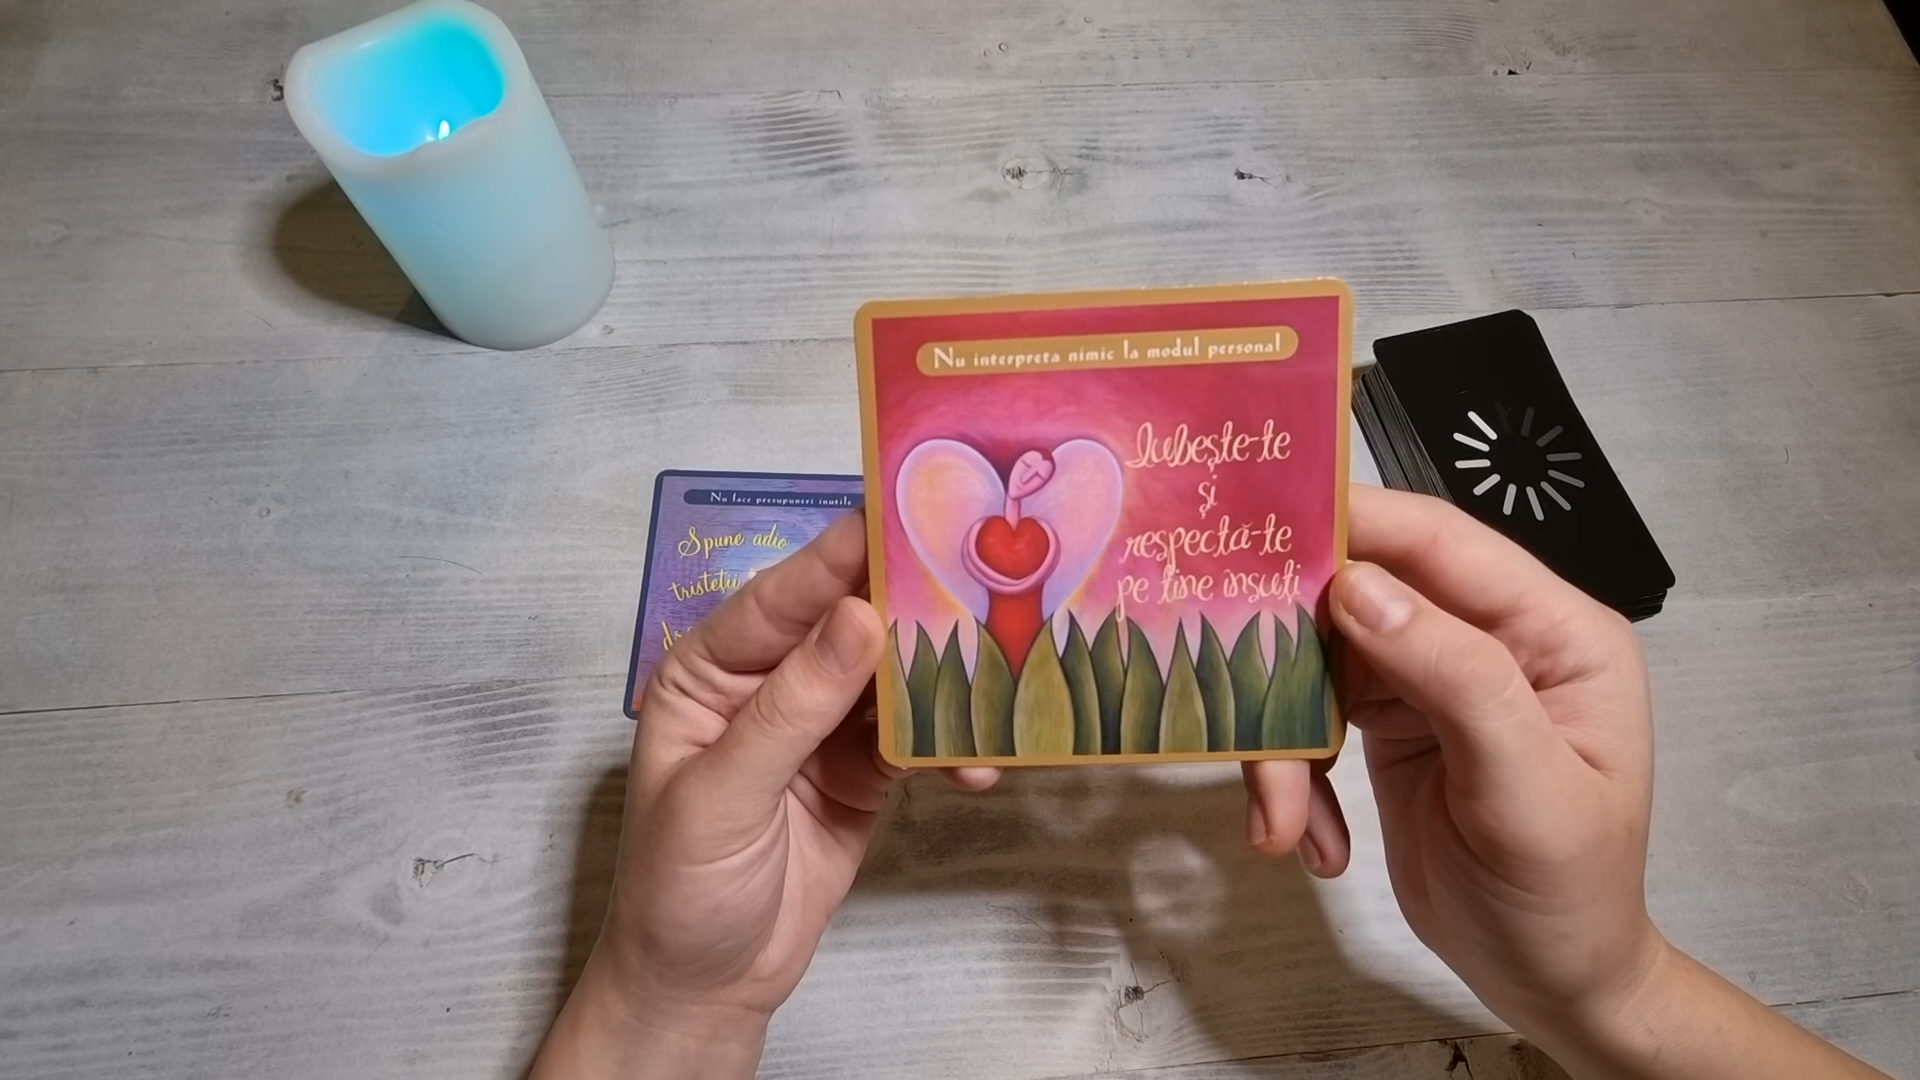 Nu interpreta nimic la modul personal
Iubește-te
și
respectă-te
pe tine însuți
Nu face presupuneri inutile
Spune adio
tristeții